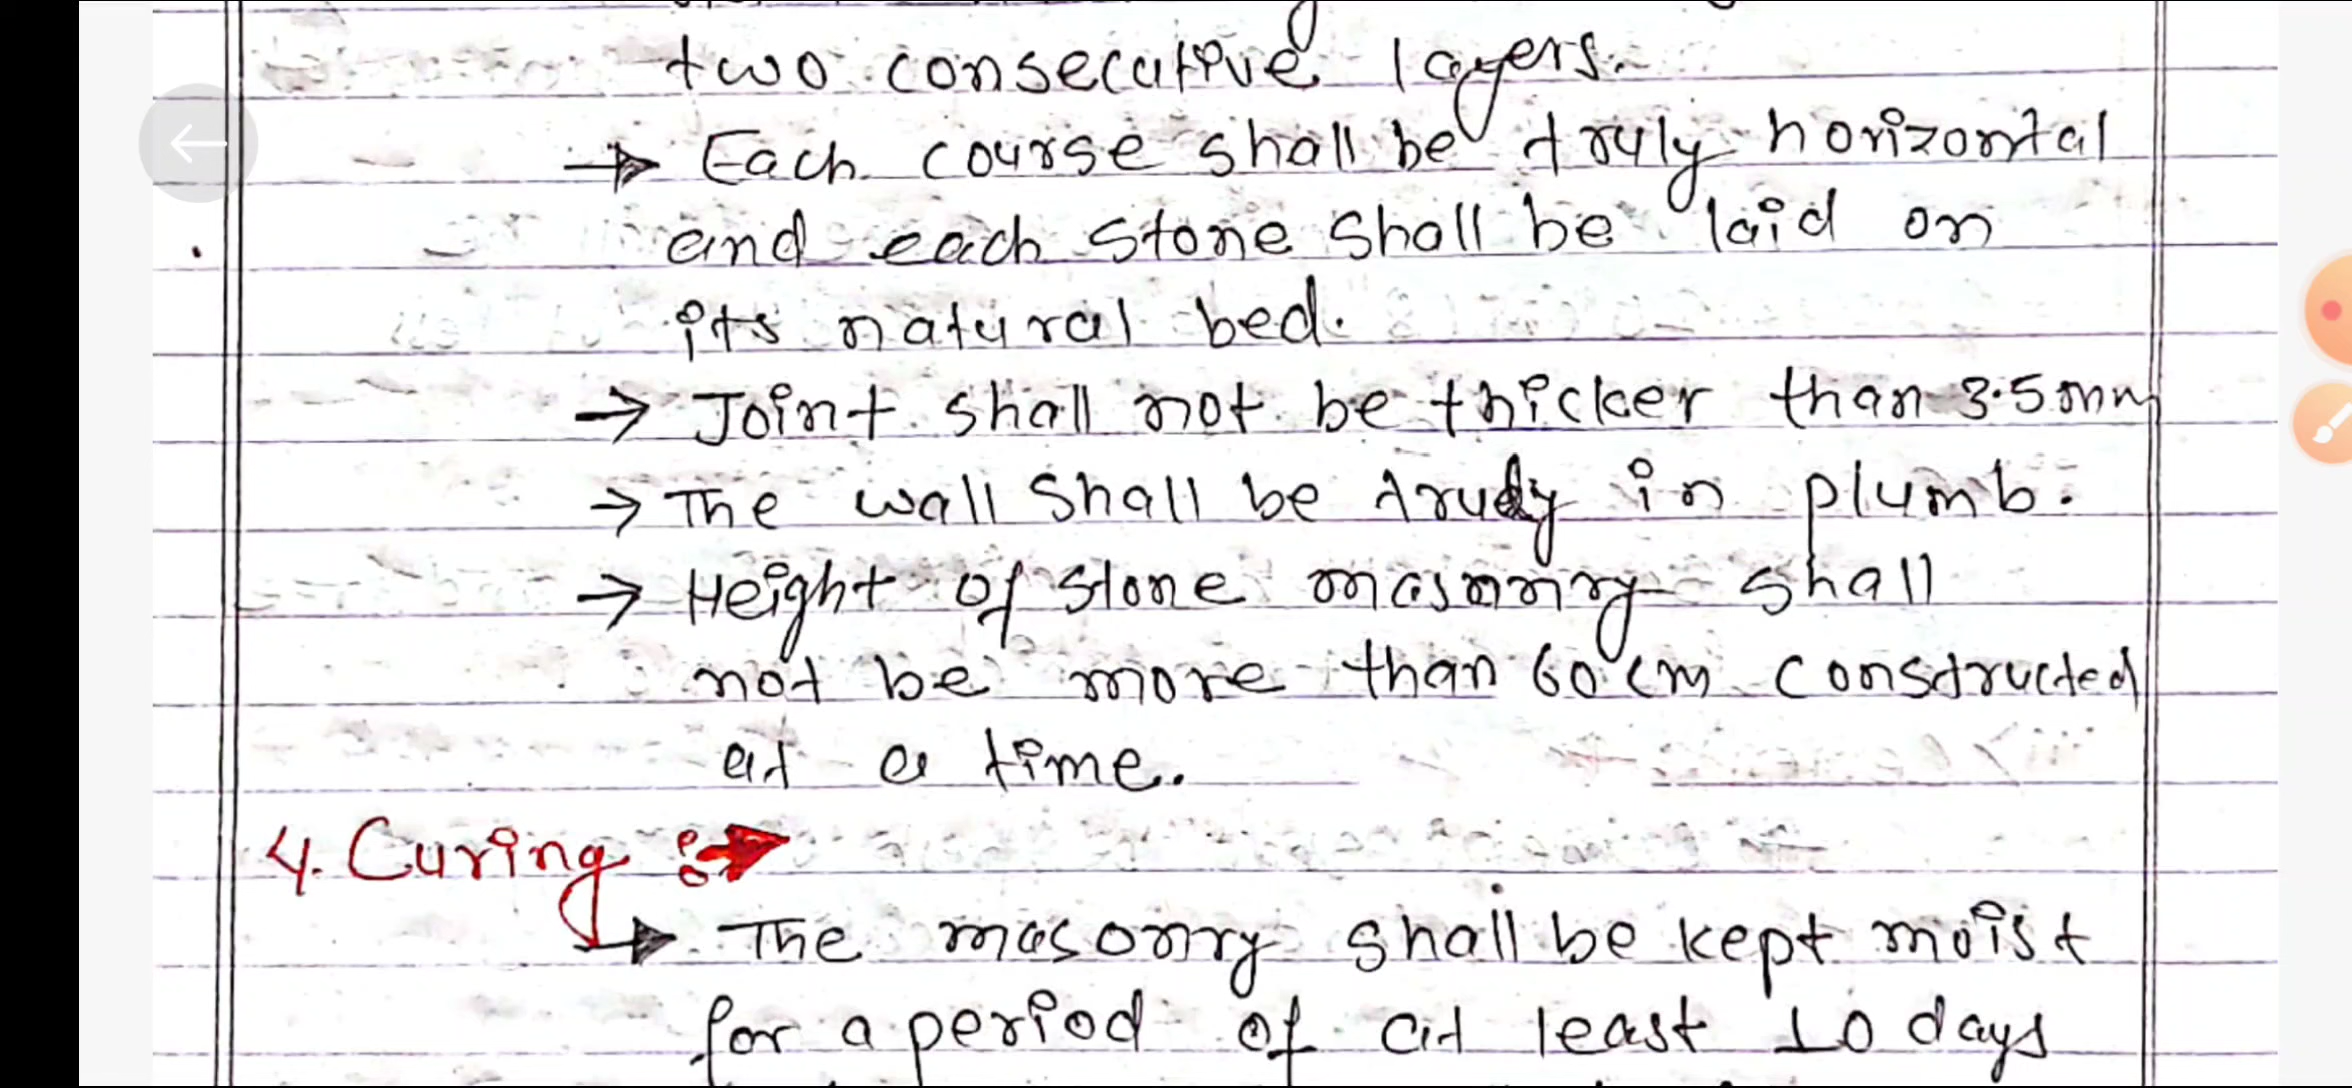 two consecutive layers.
→ Each course shall be truly horizontal
and each stone shall be laid on
its natural bed.
→ Joint shall not be thicker than 3.5mm
→ The wall shall be truly in plumb.
→ Height of stone masonry shall
not be more than 60cm constructed
at a time.
4. Curing :→
→ The masonry shall be kept moist
for a period of at least 10 days